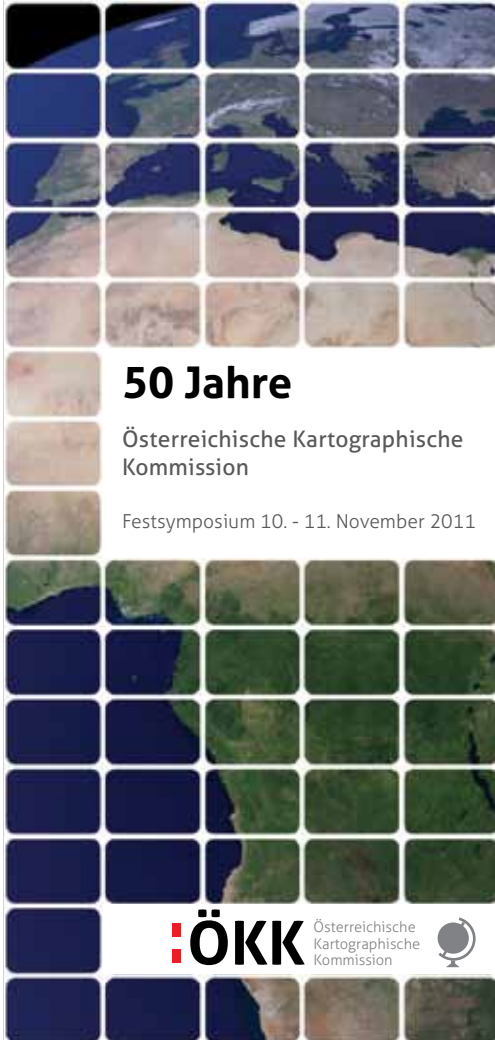 50 Jahre
Österreichische Kartographische
Kommission
Festsymposium 10. - 11. November 2011
:ÖKK
Österreichische
Kartographische
Kommission